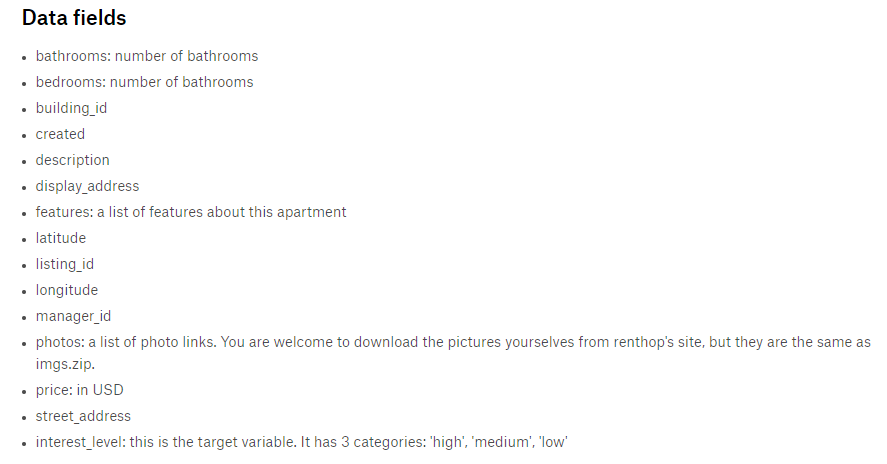 Data fields
bathrooms: number of bathrooms
bedrooms: number of bathrooms
building_id
created
description
display_address
features: a list of features about this apartment
latitude
listing_id
longitude
manager_id
photos: a list of photo links. You are welcome to download the pictures yourselves from renthop's site, but they are the same as
imgs.zip.
price: in USD
street_address
interest_level: this is the target variable. It has 3 categories: 'high', 'medium', 'low'